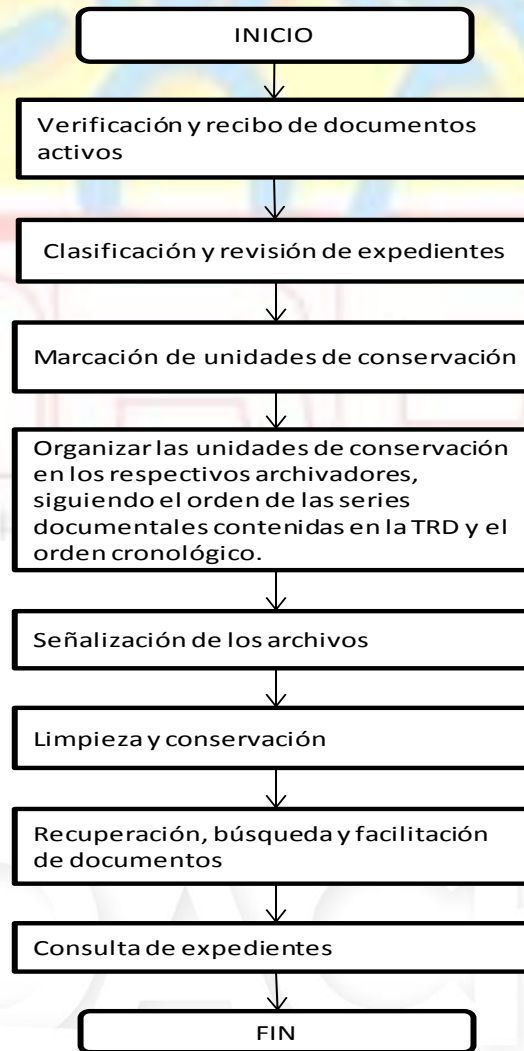 INICIO
Verificación y recibo de documentos
activos
Clasificación y revisión de expedientes
Marcación de unidades de conservación
Organizar las unidades de conservación
en los respectivos archivadores,
siguiendo el orden de las series
documentales contenidas en la TRD y el
orden cronológico.
Señalización de los archivos
Limpieza y conservación
Recuperación, búsqueda y facilitación
de documentos
Consulta de expedientes
FIN